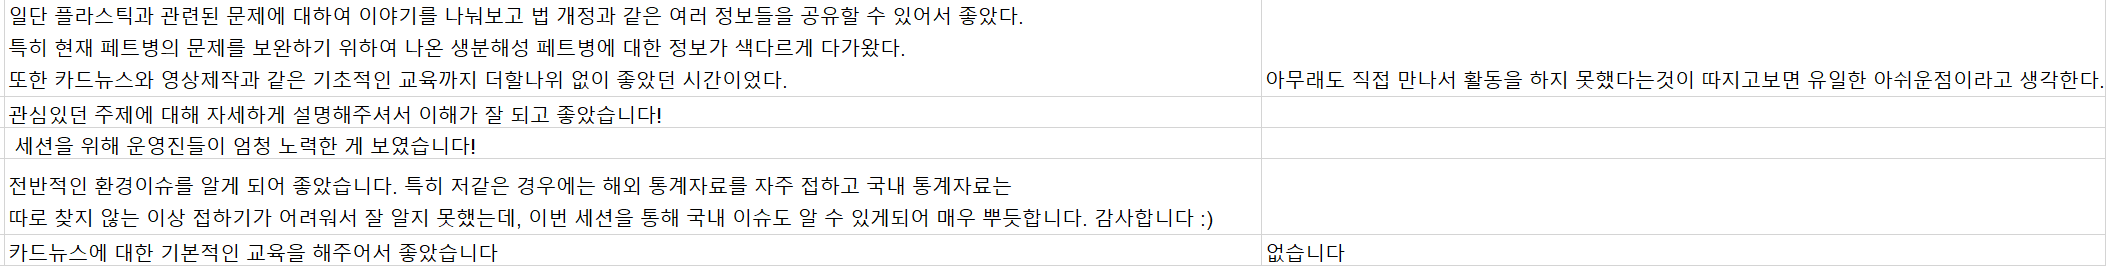 일단 플라스틱과 관련된 문제에 대하여 이야기를 나눠보고 법 개정과 같은 여러 정보들을 공유할 수 있어서 좋았다.
특히 현재 페트병의 문제를 보완하기 위하여 나온 생분해성 페트병에 대한 정보가 색다르게 다가왔다.
또한 카드뉴스와 영상제작과 같은 기초적인 교육까지 더할나위 없이 좋았던 시간이었다.
아무래도 직접 만나서 활동을 하지 못했다는것이 따지고보면 유일한 아쉬운점이라고 생각한다.
관심있던 주제에 대해 자세하게 설명해주셔서 이해가 잘 되고 좋았습니다!
세션을 위해 운영진들이 엄청 노력한 게 보였습니다!
전반적인 환경이슈를 알게 되어 좋았습니다. 특히 저같은 경우에는 해외 통계자료를 자주 접하고 국내 통계자료는
따로 찾지 않는 이상 접하기가 어려워서 잘 알지 못했는데, 이번 세션을 통해 국내 이슈도 알 수 있게되어 매우 뿌듯합니다. 감사합니다 :)
카드뉴스에 대한 기본적인 교육을 해주어서 좋았습니다
없습니다